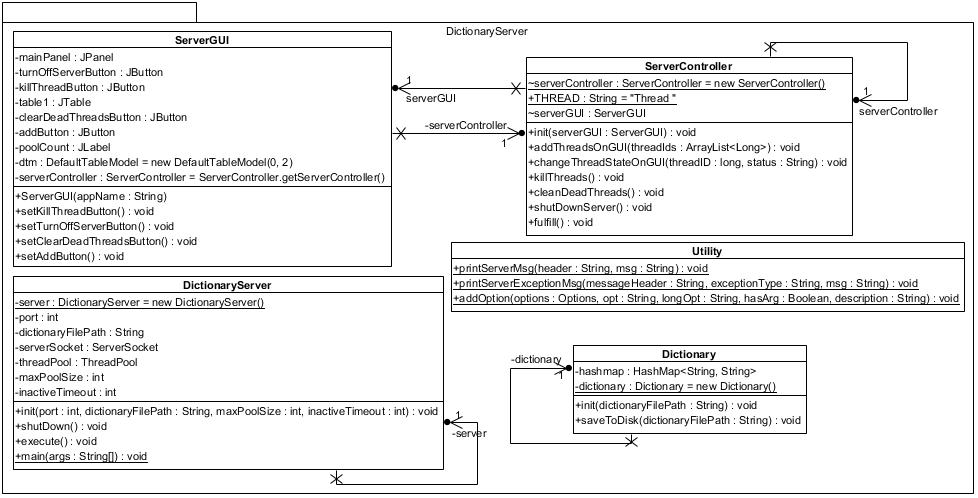 DictionaryServer
ServerGUI
-mainPanel : JPanel
-turnOffServerButton : JButton
-killThreadButton : JButton
-table1 : JTable
-clearDeadThreadsButton : JButton
-addButton : JButton
-poolCount : JLabel
-dtm : DefaultTableModel = new DefaultTableModel(0, 2)
-serverController : ServerController = ServerController.getServerController()
+ServerGUI(appName : String)
+setKillThreadButton() : void
+setTurnOffServerButton() : void
+setClearDeadThreadsButton() : void
+setAddButton() : void
1
serverGUI
-serverController
1
ServerController
~serverController : ServerController = new ServerController()
+THREAD : String = "Thread "
~serverGUI : ServerGUI
+init(serverGUI : ServerGUI) : void
+addThreadsOnGUI(threadIds : ArrayList<Long>) : void
+changeThreadStateOnGUI(threadID : long, status : String) : void
+killThreads() : void
+cleanDeadThreads() : void
+shutDownServer() : void
+fulfill() : void
1
serverController
Utility
+printServerMsg(header : String, msg : String) : void
+printServerExceptionMsg(messageHeader : String, exceptionType : String, msg : String) : void
+addOption(options : Options, opt : String, longOpt : String, hasArg : Boolean, description : String) : void
DictionaryServer
-server : DictionaryServer = new DictionaryServer()
-port : int
-dictionaryFilePath : String
-serverSocket : ServerSocket
-threadPool : ThreadPool
-maxPoolSize : int
-inactiveTimeout : int
+init(port : int, dictionaryFilePath : String, maxPoolSize : int, inactiveTimeout : int) : void
+shutDown() : void
+execute() : void
+main(args : String[]) : void
1
-server
-dictionary
1
Dictionary
-hashmap : HashMap<String, String>
-dictionary : Dictionary = new Dictionary()
+init(dictionaryFilePath : String) : void
+saveToDisk(dictionaryFilePath : String) : void